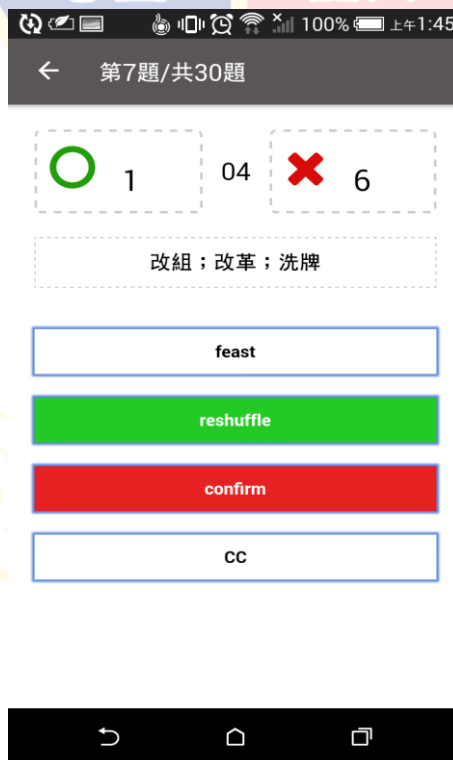 100% 上午1:45
第7題/共30題
1 04 6
改組；改革；洗牌
feast
reshuffle
confirm
CC